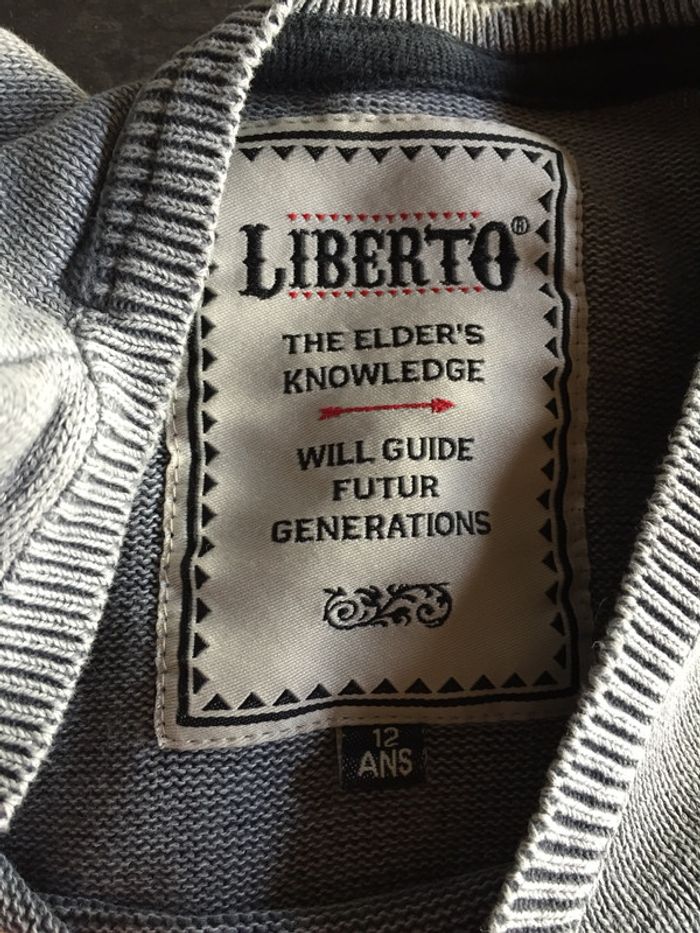 LIBERTO®
THE ELDER'S
KNOWLEDGE
WILL GUIDE
FUTUR
GENERATIONS
12
ANS